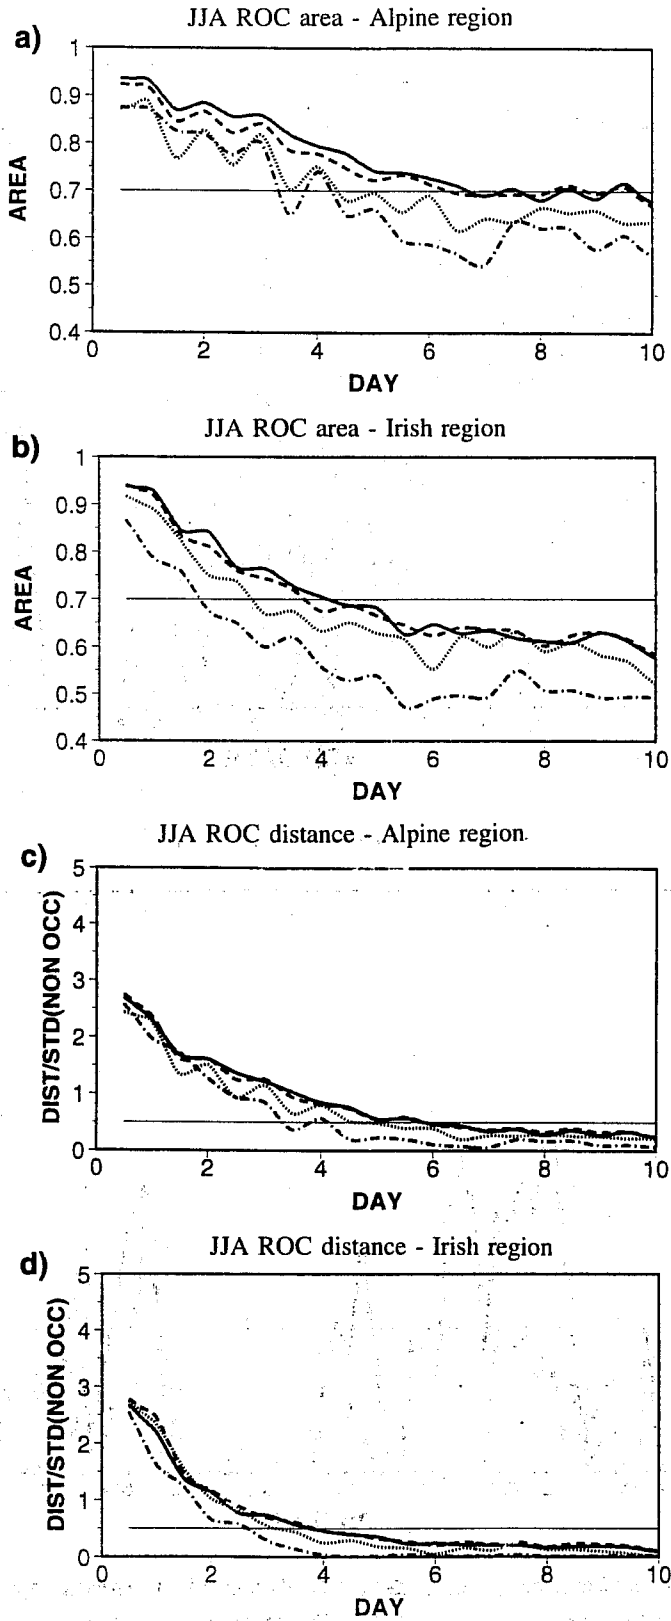 JJA ROC area - Alpine region
a)
1
0.9
0.8
0.7
0.6
0.5
0.4
AREA
0 2 4 6 8 10
DAY
JJA ROC area - Irish region
b)
1
0.9
0.8
0.7
0.6
0.5
0.4
AREA
0 2 4 6 8 10
DAY
JJA ROC distance - Alpine region
c)
5
4
3
2
1
0
DIST/STD(NON OCC)
0 2 4 6 8 10
DAY
JJA ROC distance - Irish region
d)
5
4
3
2
1
0
DIST/STD(NON OCC)
0 2 4 6 8 10
DAY